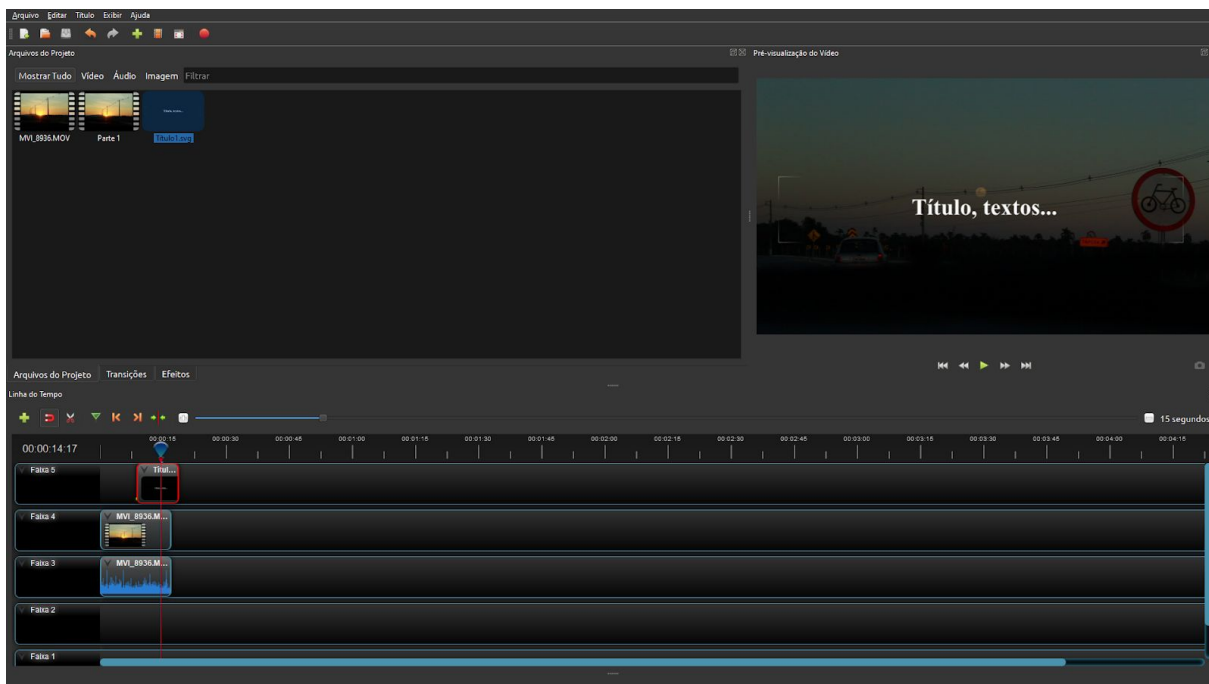 Arquivo Editar Título Exibir Ajuda
Arquivos do Projeto
Pré-visualização do Vídeo
Mostrar Tudo Vídeo Áudio Imagem Filtrar
MVI_8936.MOV Parte 1 Título1.svg
Título, textos...
Arquivos do Projeto Transições Efeitos
Linha do Tempo
15 segundos
00:00:14:17
00:00:15 00:00:30 00:00:45 00:01:00 00:01:15 00:01:30 00:01:45 00:02:00 00:02:15 00:02:30 00:02:45 00:03:00 00:03:15 00:03:30 00:03:45 00:04:00 00:04:15
Faixa 5 Títul...
Faixa 4 MVI_8936.M...
Faixa 3 MVI_8936.M...
Faixa 2
Faixa 1